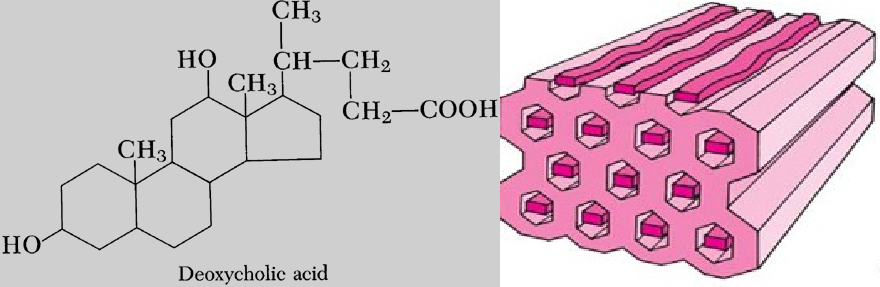 CH3
HO
CH3
CH—CH2
CH2—COOH
CH3
HO
Deoxycholic acid